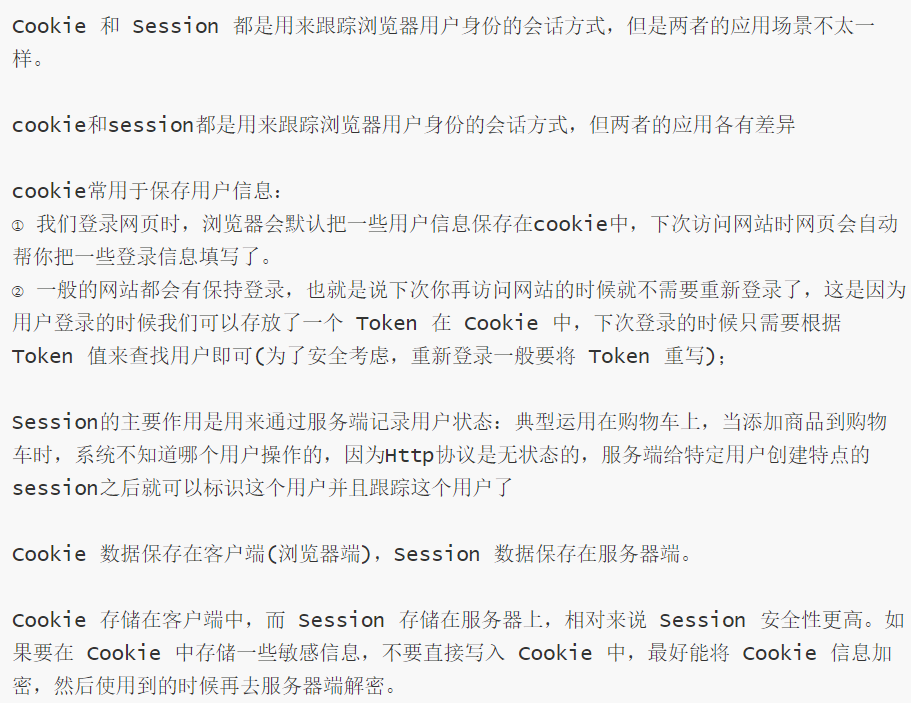 Cookie 和 Session 都是用来跟踪浏览器用户身份的会话方式，但是两者的应用场景不太一
样。
cookie和session都是用来跟踪浏览器用户身份的会话方式，但两者的应用各有差异
cookie常用于保存用户信息：
① 我们登录网页时，浏览器会默认把一些用户信息保存在cookie中，下次访问网站时网页会自动
帮你把一些登录信息填写了。
② 一般的网站都会有保持登录，也就是说下次你再访问网站的时候就不需要重新登录了，这是因为
用户登录的时候我们可以存放了一个 Token 在 Cookie 中，下次登录的时候只需要根据
Token 值来查找用户即可(为了安全考虑，重新登录一般要将 Token 重写)；
Session的主要作用是用来通过服务端记录用户状态：典型运用在购物车上，当添加商品到购物
车时，系统不知道哪个用户操作的，因为Http协议是无状态的，服务端给特定用户创建特点的
session之后就可以标识这个用户并且跟踪这个用户了
Cookie 数据保存在客户端(浏览器端)，Session 数据保存在服务器端。
Cookie 存储在客户端中，而 Session 存储在服务器上，相对来说 Session 安全性更高。如
果要在 Cookie 中存储一些敏感信息，不要直接写入 Cookie 中，最好能将 Cookie 信息加
密，然后使用到的时候再去服务器端解密。